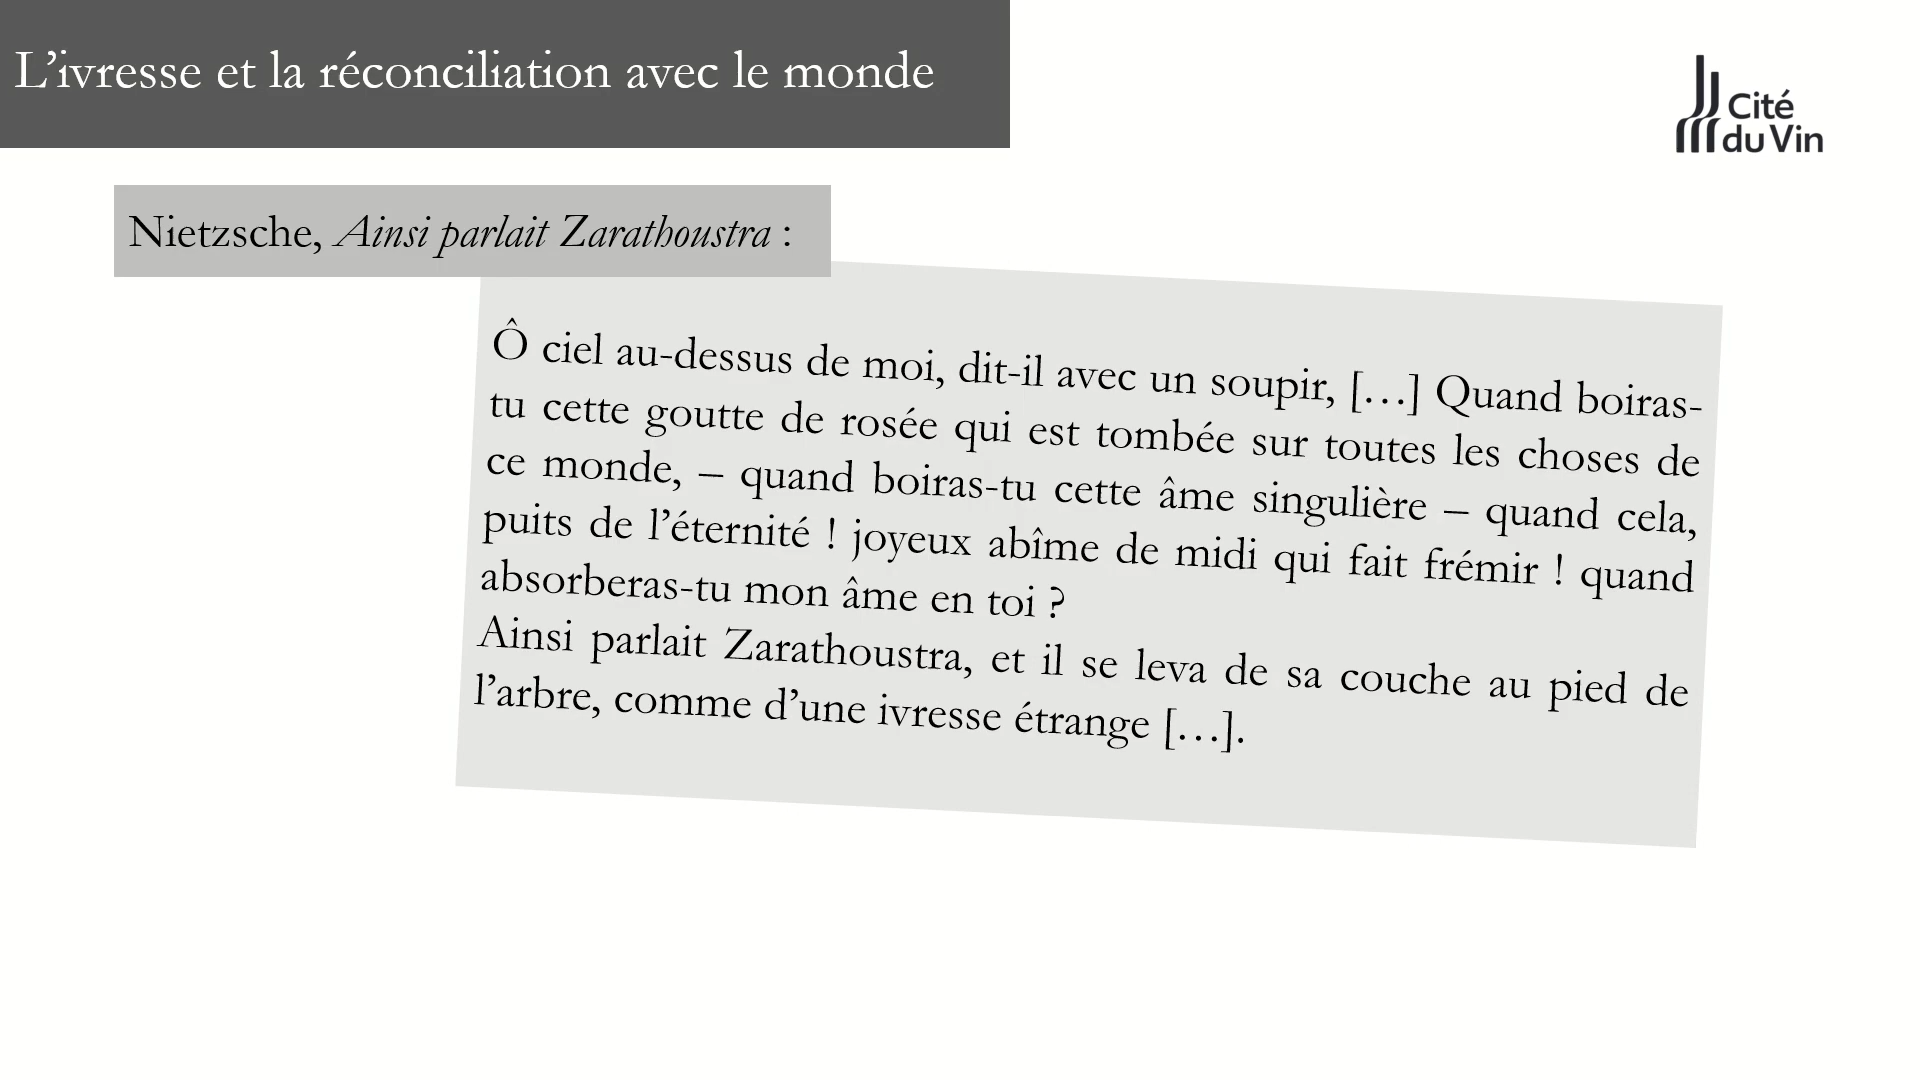 L’ivresse et la réconciliation avec le monde
Cité
du Vin
Nietzsche, Ainsi parlait Zarathoustra :
Ô ciel au-dessus de moi, dit-il avec un soupir, […] Quand boiras-
tu cette goutte de rosée qui est tombée sur toutes les choses de
ce monde, – quand boiras-tu cette âme singulière – quand cela,
puits de l’éternité ! joyeux abîme de midi qui fait frémir ! quand
absorberas-tu mon âme en toi ?
Ainsi parlait Zarathoustra, et il se leva de sa couche au pied de
l’arbre, comme d’une ivresse étrange […].